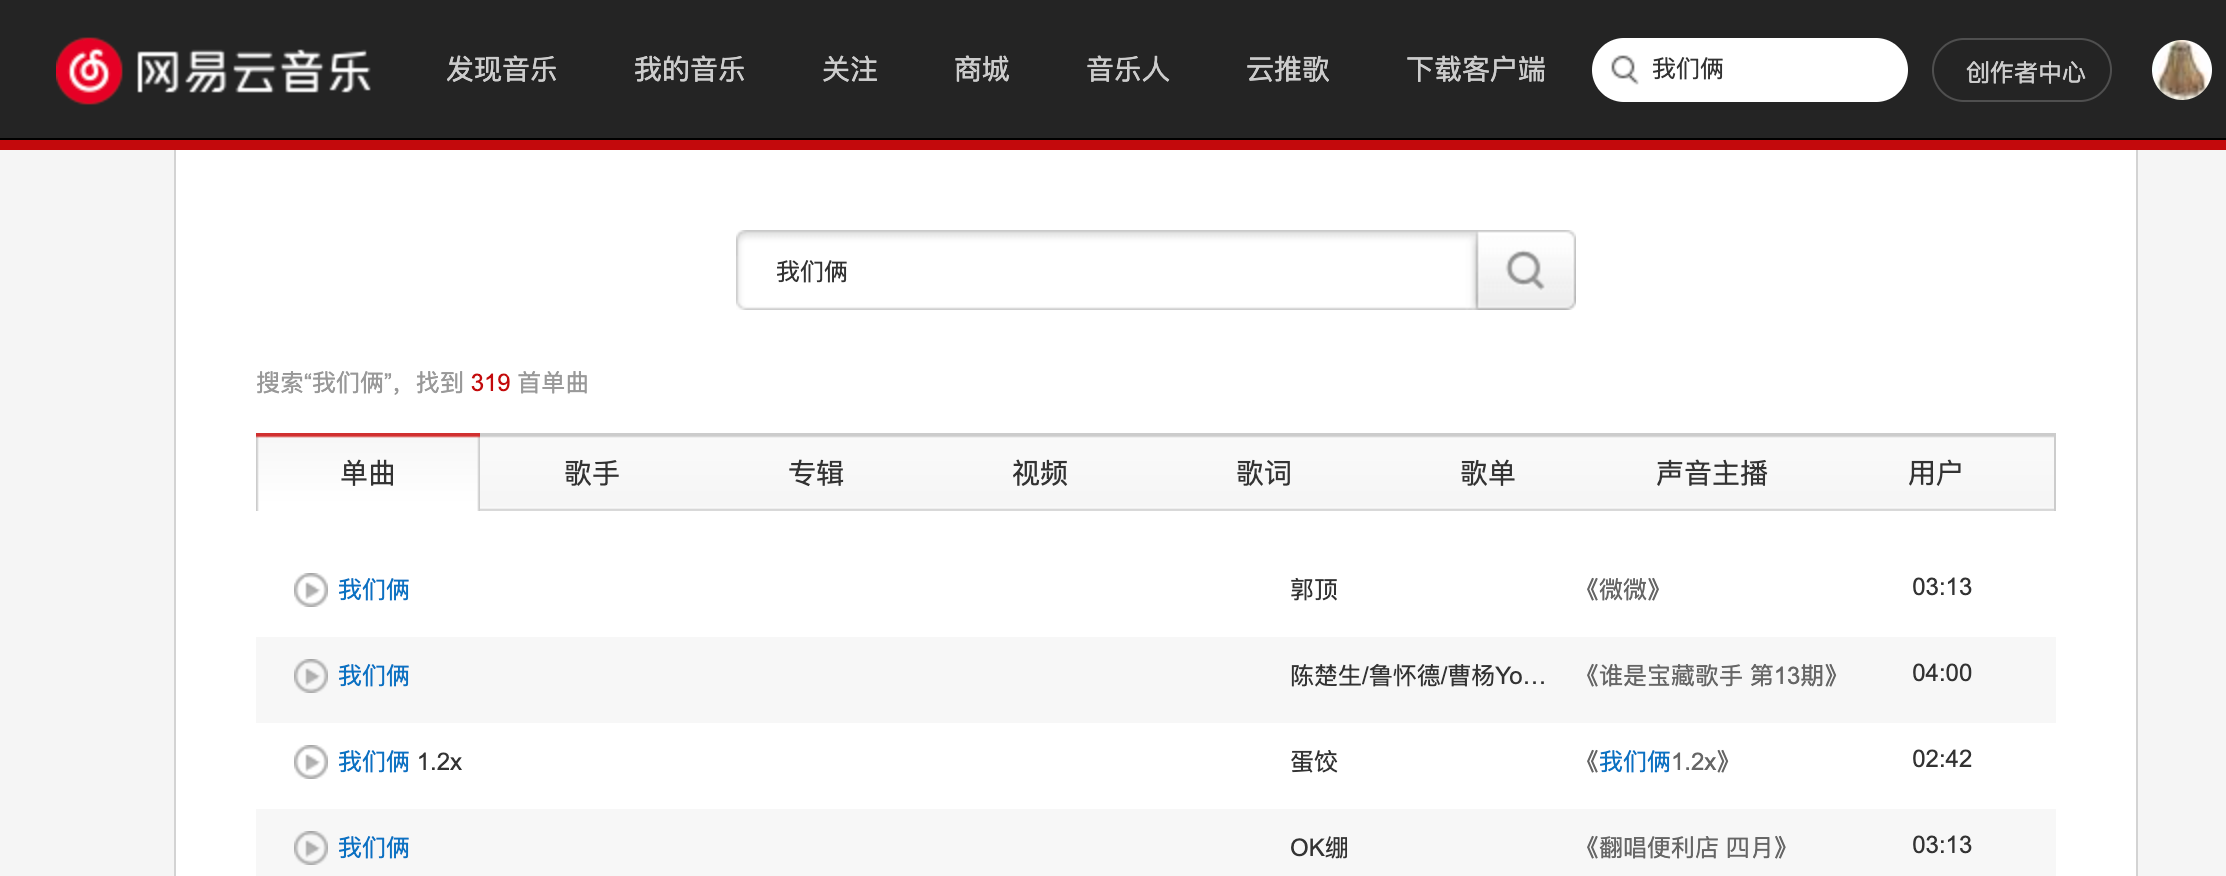 网易云音乐 发现音乐 我的音乐 关注 商城 音乐人 云推歌 下载客户端 我们俩 创作者中心
我们俩
搜索“我们俩”，找到 319 首单曲
单曲 歌手 专辑 视频 歌词 歌单 声音主播 用户
我们俩 郭顶 《微微》 03:13
我们俩 陈楚生/鲁怀德/曹杨Yo... 《谁是宝藏歌手 第13期》 04:00
我们俩 1.2x 蛋饺 《我们俩1.2x》 02:42
我们俩 OK绷 《翻唱便利店 四月》 03:13